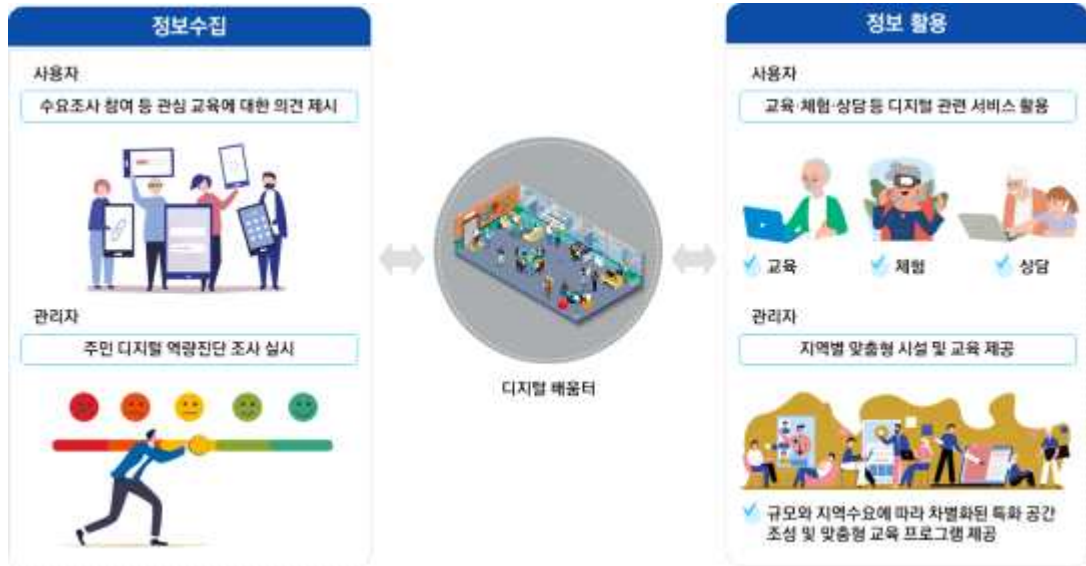 정보수집
사용자
수요조사 참여 등 관심 교육에 대한 의견 제시
관리자
주민 디지털 역량진단 조사 실시
디지털 배움터
정보 활용
사용자
교육·체험·상담 등 디지털 관련 서비스 활용
교육
체험
상담
관리자
지역별 맞춤형 시설 및 교육 제공
규모와 지역수요에 따라 차별화된 특화 공간
조성 및 맞춤형 교육 프로그램 제공